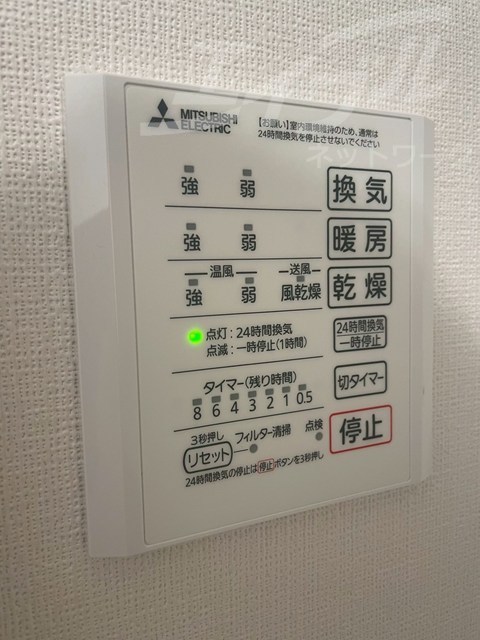 MITSUBISHI
ELECTRIC
【お願い】室内環境維持のため、通常は
24時間換気を停止させないでください
ネットワー
強 弱 換気
強 弱 暖房
温風 送風
強 弱 風乾燥 乾燥
点灯:24時間換気
点滅:一時停止(1時間)
24時間換気
一時停止
タイマー(残り時間)
8 6 4 3 2 1 0.5
切タイマー
3秒押し
リセット フィルター清掃 点検
停止
24時間換気の停止は停止ボタンを3秒押し